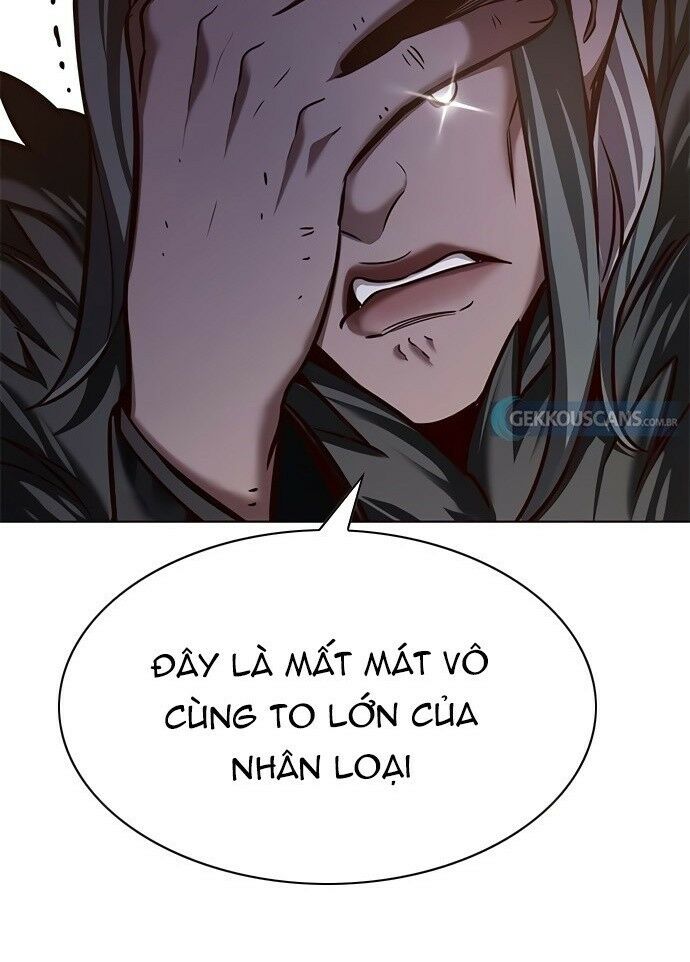 GEKKOUSCANS.COM.BR
ĐÂY LÀ MẤT MÁT VÔ
CÙNG TO LỚN CỦA
NHÂN LOẠI